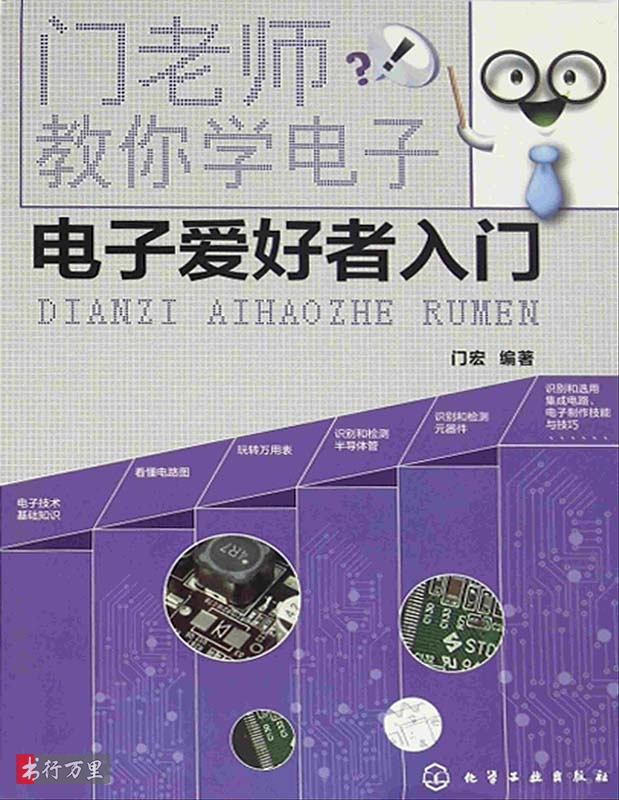 门老师
?!
教你学电子
电子爱好者入门
DIANZI AIHAOZHE RUMEN
门宏 编著
识别和选用
集成电路、
电子制作技能
与技巧
识别和检测
元器件
识别和检测
半导体管
玩转万用表
看懂电路图
电子技术
基础知识
4R7
STD
书行万里
化学工业出版社